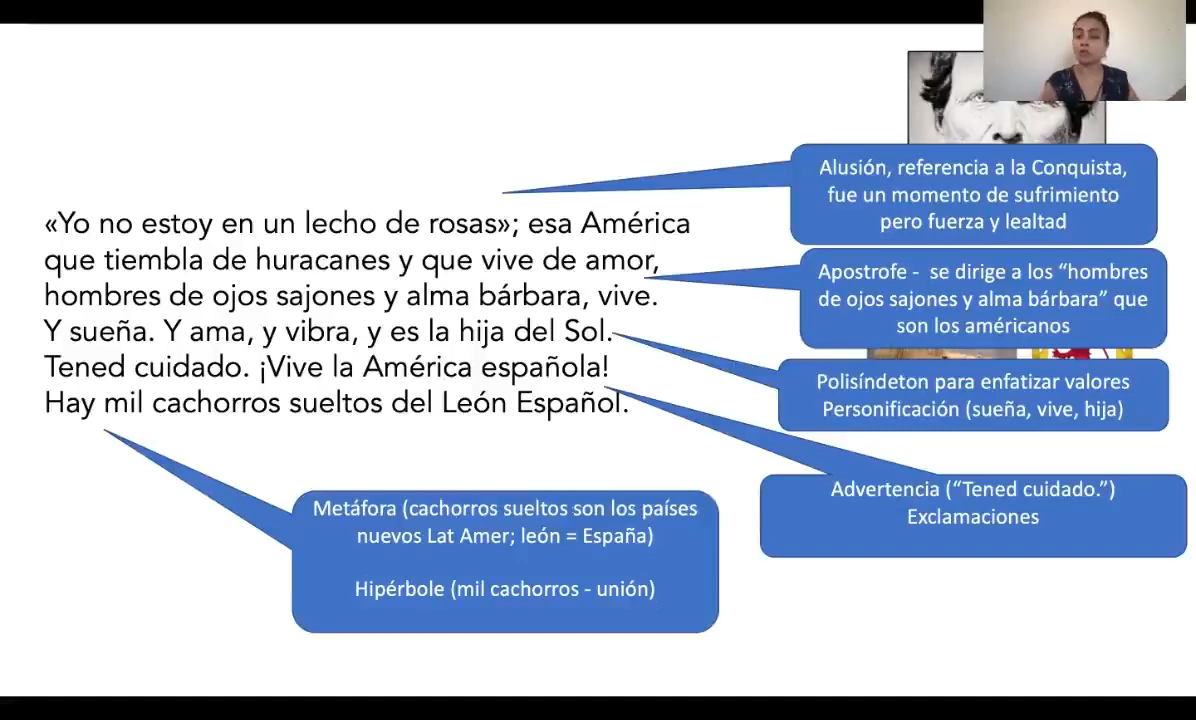 «Yo no estoy en un lecho de rosas»; esa América
que tiembla de huracanes y que vive de amor,
hombres de ojos sajones y alma bárbara, vive.
Y sueña. Y ama, y vibra, y es la hija del Sol.
Tened cuidado. ¡Vive la América española!
Hay mil cachorros sueltos del León Español.
Alusión, referencia a la Conquista,
fue un momento de sufrimiento
pero fuerza y lealtad
Apostrofe - se dirige a los “hombres
de ojos sajones y alma bárbara” que
son los américanos
Polisíndeton para enfatizar valores
Personificación (sueña, vive, hija)
Advertencia (“Tened cuidado.”)
Exclamaciones
Metáfora (cachorros sueltos son los países
nuevos Lat Amer; león = España)
Hipérbole (mil cachorros - unión)